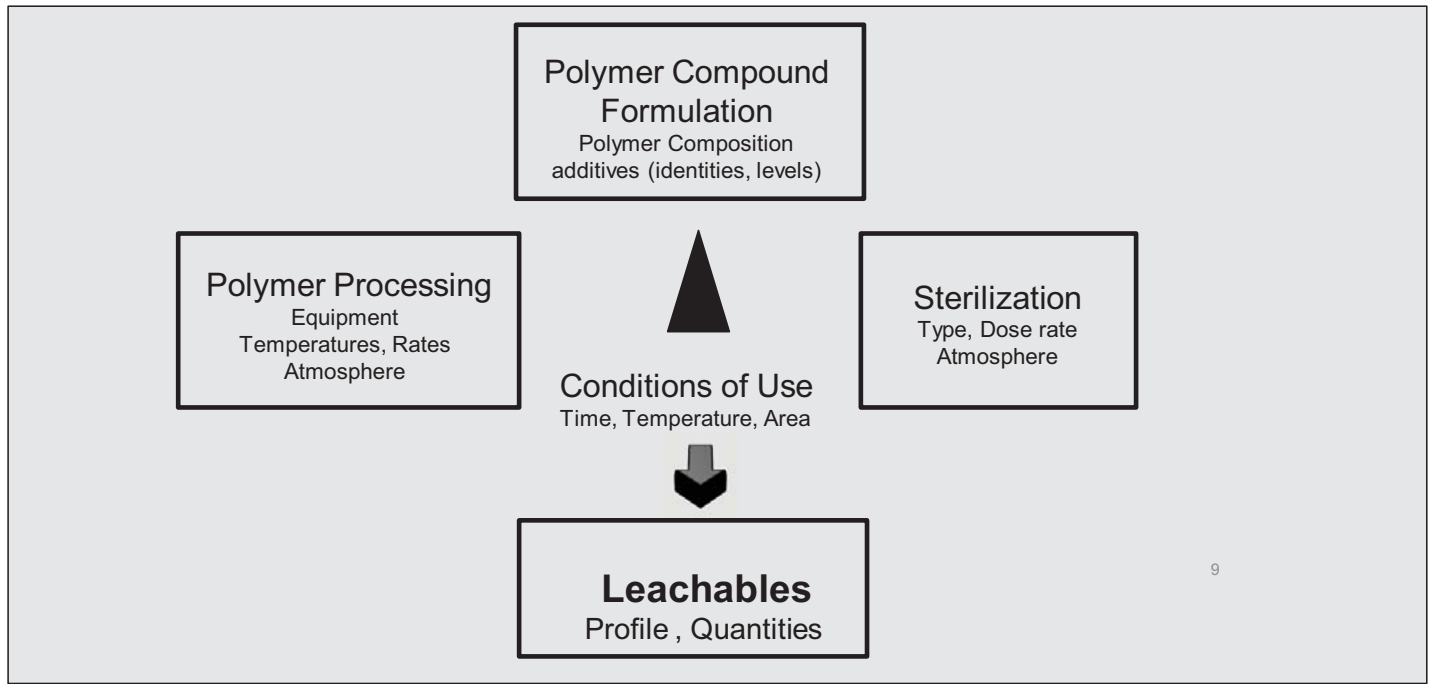 Polymer Compound
Formulation
Polymer Composition
additives (identities, levels)
Polymer Processing
Equipment
Temperatures, Rates
Atmosphere
Sterilization
Type, Dose rate
Atmosphere
Conditions of Use
Time, Temperature, Area
Leachables
Profile , Quantities
9